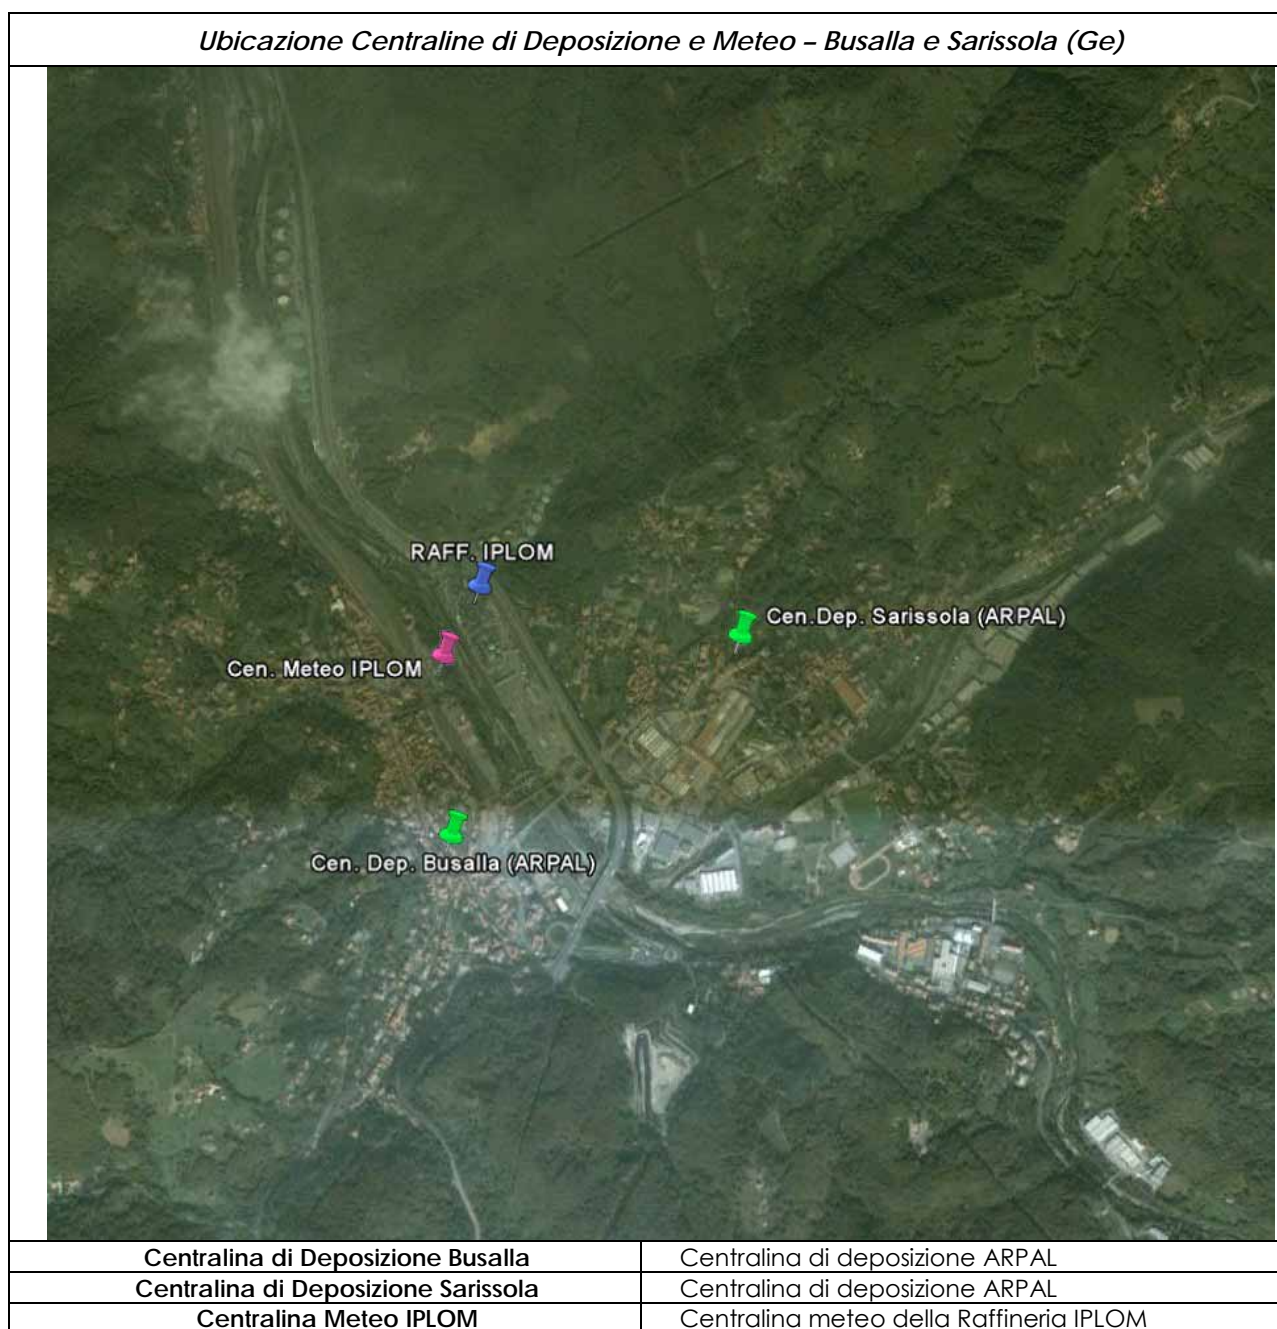 Ubicazione Centraline di Deposizione e Meteo – Busalla e Sarissola (Ge)
RAFF. IPLOM
Cen.Dep. Sarissola (ARPAL)
Cen. Meteo IPLOM
Cen. Dep. Busalla (ARPAL)
Centralina di Deposizione Busalla Centralina di deposizione ARPAL
Centralina di Deposizione Sarissola Centralina di deposizione ARPAL
Centralina Meteo IPLOM Centralina meteo della Raffineria IPLOM